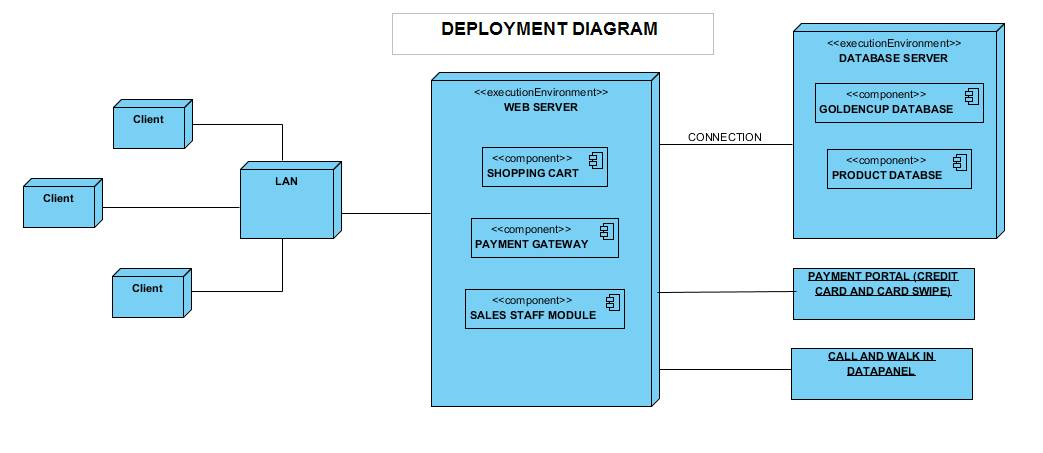 DEPLOYMENT DIAGRAM
Client
Client
Client
LAN
<<executionEnvironment>>
WEB SERVER
<<component>>
SHOPPING CART
<<component>>
PAYMENT GATEWAY
<<component>>
SALES STAFF MODULE
CONNECTION
<<executionEnvironment>>
DATABASE SERVER
<<component>>
GOLDENCUP DATABASE
<<component>>
PRODUCT DATABSE
PAYMENT PORTAL (CREDIT
CARD AND CARD SWIPE)
CALL AND WALK IN
DATAPANEL